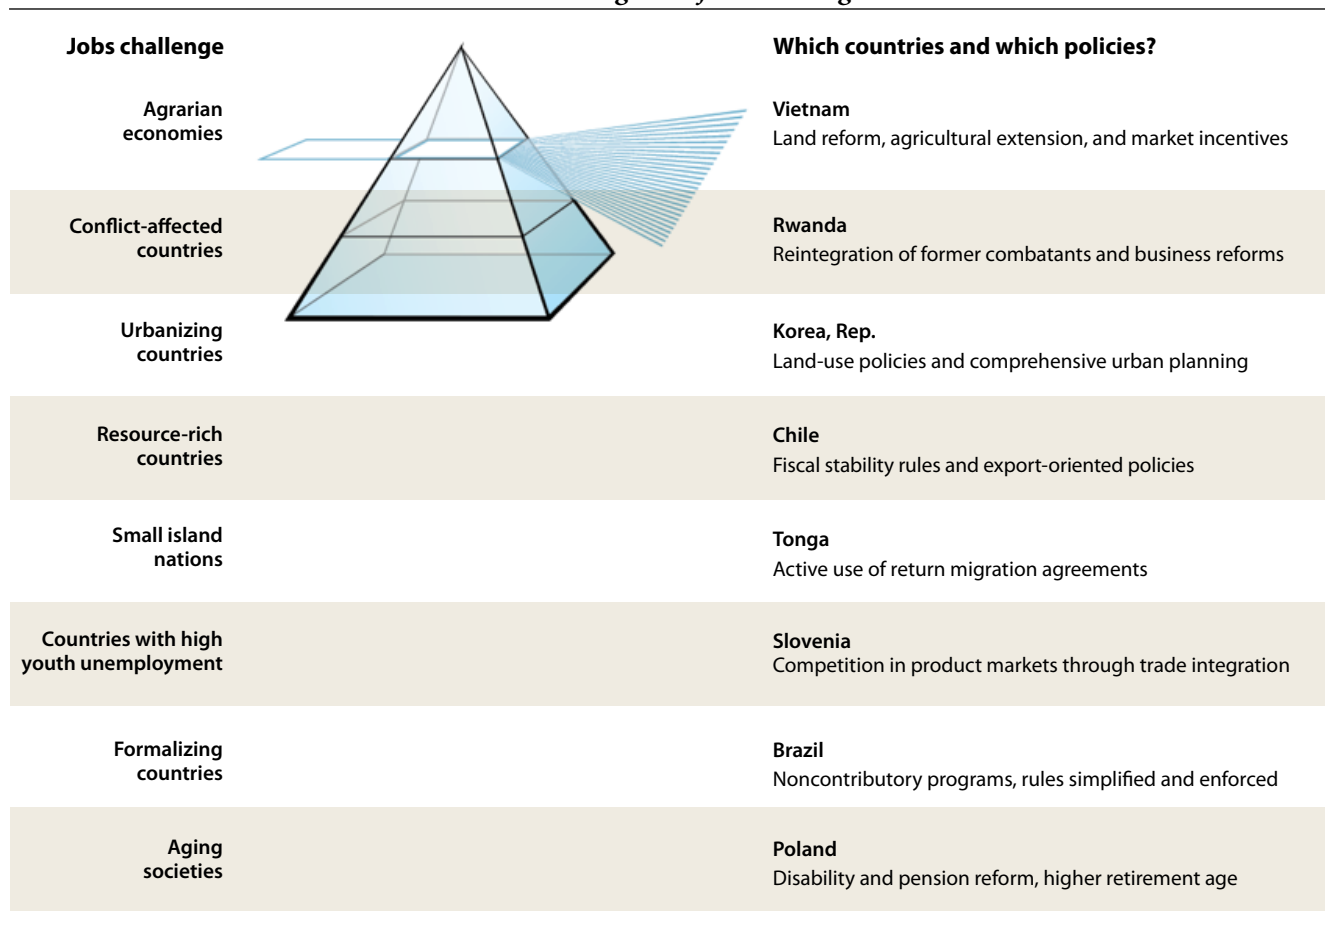 Jobs challenge
Which countries and which policies?
Agrarian
economies
Vietnam
Land reform, agricultural extension, and market incentives
Conflict-affected
countries
Rwanda
Reintegration of former combatants and business reforms
Urbanizing
countries
Korea, Rep.
Land-use policies and comprehensive urban planning
Resource-rich
countries
Chile
Fiscal stability rules and export-oriented policies
Small island
nations
Tonga
Active use of return migration agreements
Countries with high
youth unemployment
Slovenia
Competition in product markets through trade integration
Formalizing
countries
Brazil
Noncontributory programs, rules simplified and enforced
Aging
societies
Poland
Disability and pension reform, higher retirement age